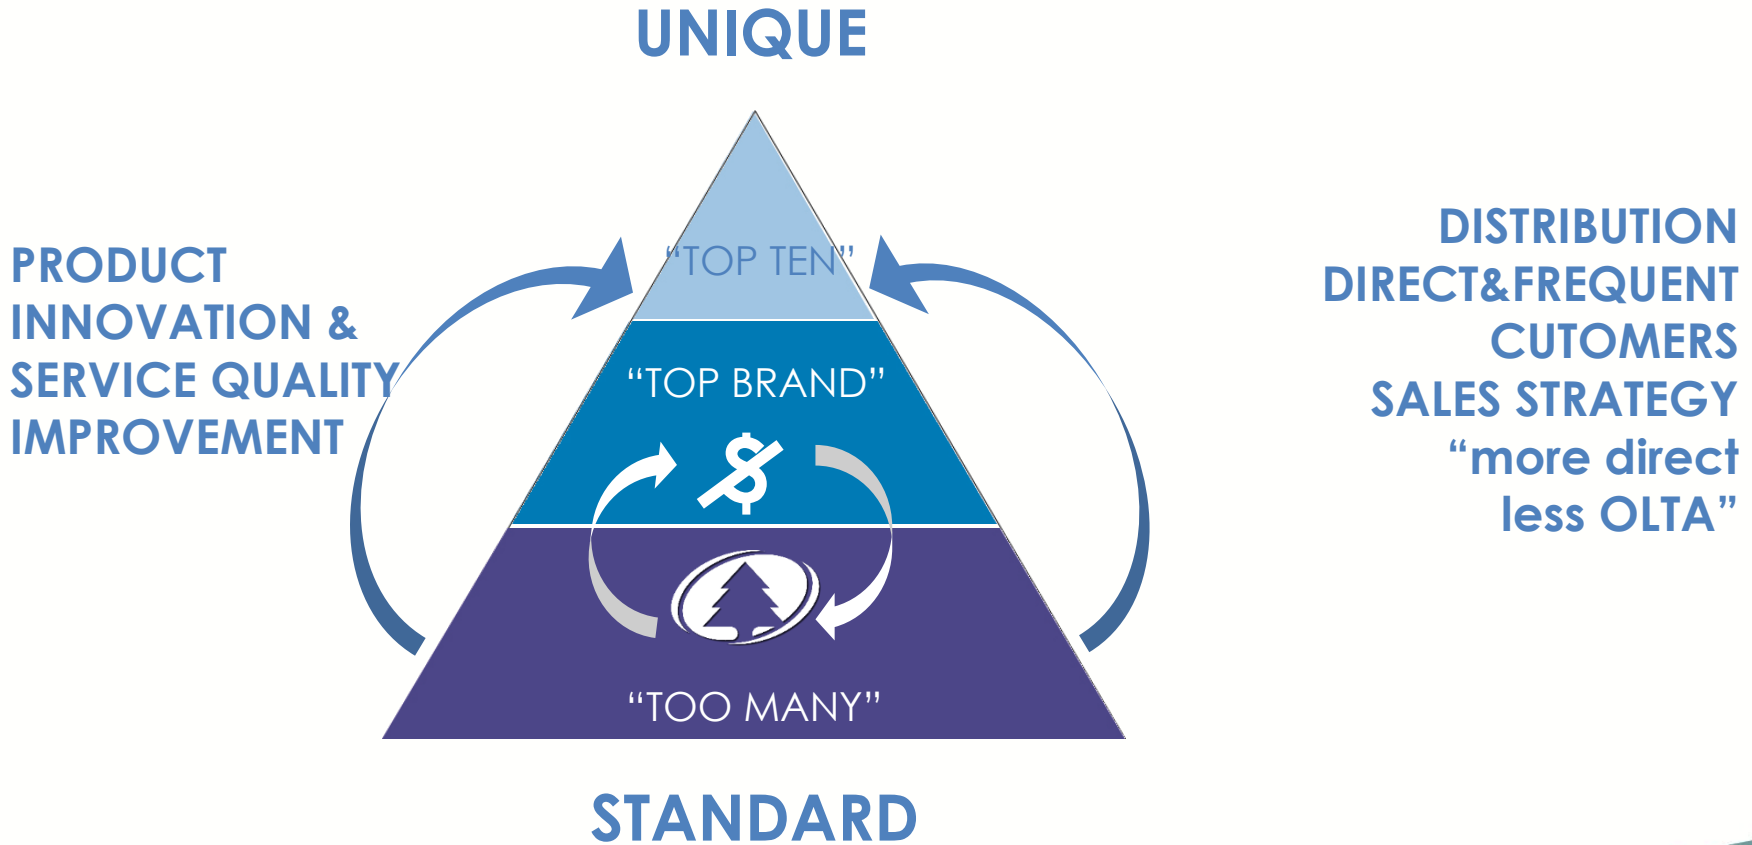 UNIQUE
PRODUCT
INNOVATION &
SERVICE QUALITY
IMPROVEMENT
“TOP TEN”
“TOP BRAND”
“TOO MANY”
DISTRIBUTION
DIRECT&FREQUENT
CUTOMERS
SALES STRATEGY
“more direct
less OLTA”
STANDARD